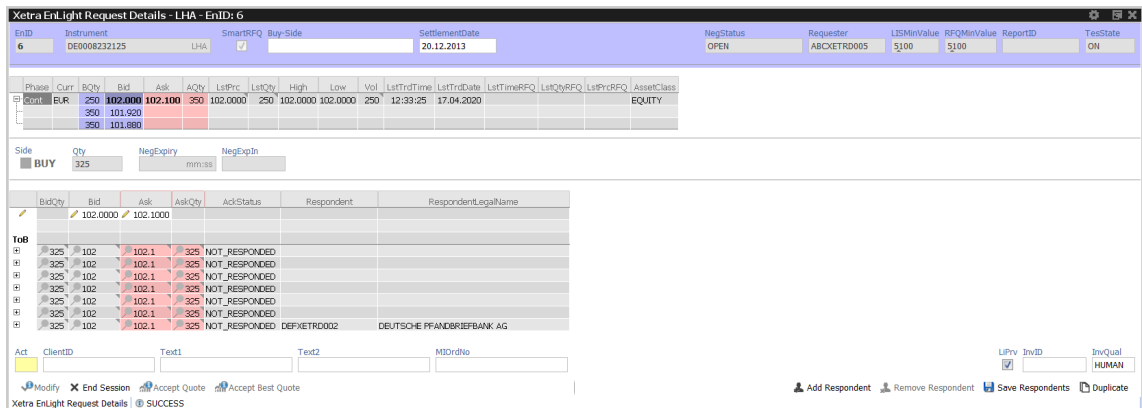 Xetra EnLight Request Details - LHA - EnID: 6
EnID Instrument SmartRFQ Buy-Side SettlementDate NegStatus Requester LISMinValue RFQMinValue ReportID TesState
6 DE0008232125 LHA 20.12.2013 OPEN ABCXETRD005 5100 5100 ON
Phase Curr BQty Bid Ask AQty LstPrc LstQty High Low Vol LstTrdTime LstTrdDate LstTimeRFQ LstQtyRFQ LstPrcRFQ AssetClass
Cont EUR 250 102.000 102.100 350 102.0000 250 102.0000 102.0000 250 12:33:25 17.04.2020 EQUITY
350 101.920
350 101.880
Side Qty NegExpiry NegExpIn
BUY 325 mm:ss
BidQty Bid Ask AskQty AckStatus Respondent RespondentLegalName
102.0000 102.1000
ToB
325 102 102.1 325 NOT_RESPONDED
325 102 102.1 325 NOT_RESPONDED
325 102 102.1 325 NOT_RESPONDED
325 102 102.1 325 NOT_RESPONDED
325 102 102.1 325 NOT_RESPONDED
325 102 102.1 325 NOT_RESPONDED
325 102 102.1 325 NOT_RESPONDED DEFXETRD002 DEUTSCHE PFANDBRIEFBANK AG
Act ClientID Text1 Text2 MIOrdNo LiPrv InvID InvQual
HUMAN
Modify End Session Accept Quote Accept Best Quote Add Respondent Remove Respondent Save Respondents Duplicate
Xetra EnLight Request Details SUCCESS